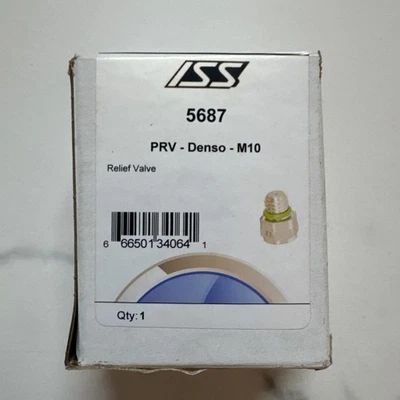 ISS
5687
PRV - Denso - M10
Relief Valve
6 66501 34064 1
Qty: 1